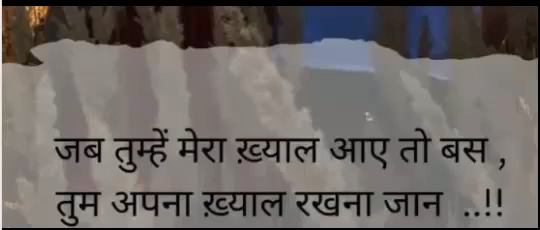 जब तुम्हें मेरा ख़्याल आए तो बस ,
तुम अपना ख़्याल रखना जान ..!!